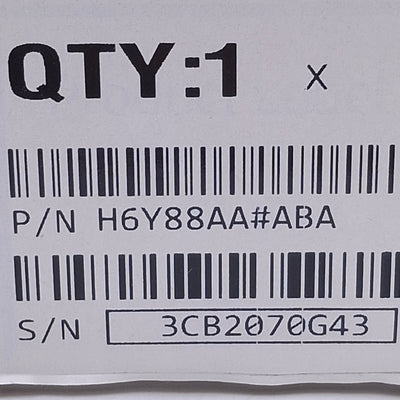 QTY:1 x
P/N H6Y88AA#ABA
S/N 3CB2070G43